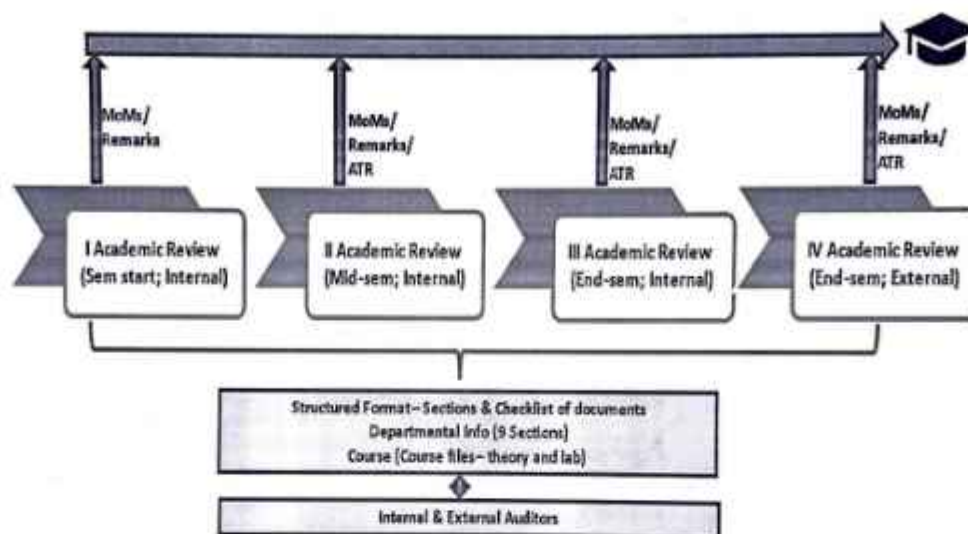 MoMs/
Remarks
MoMs/
Remarks/
ATR
MoMs/
Remarks/
ATR
MoMs/
Remarks/
ATR
I Academic Review
(Sem start; Internal)
II Academic Review
(Mid-sem; Internal)
III Academic Review
(End-sem; Internal)
IV Academic Review
(End-sem; External)
Structured Format– Sections & Checklist of documents
Departmental Info (9 Sections)
Course (Course files– theory and lab)
Internal & External Auditors